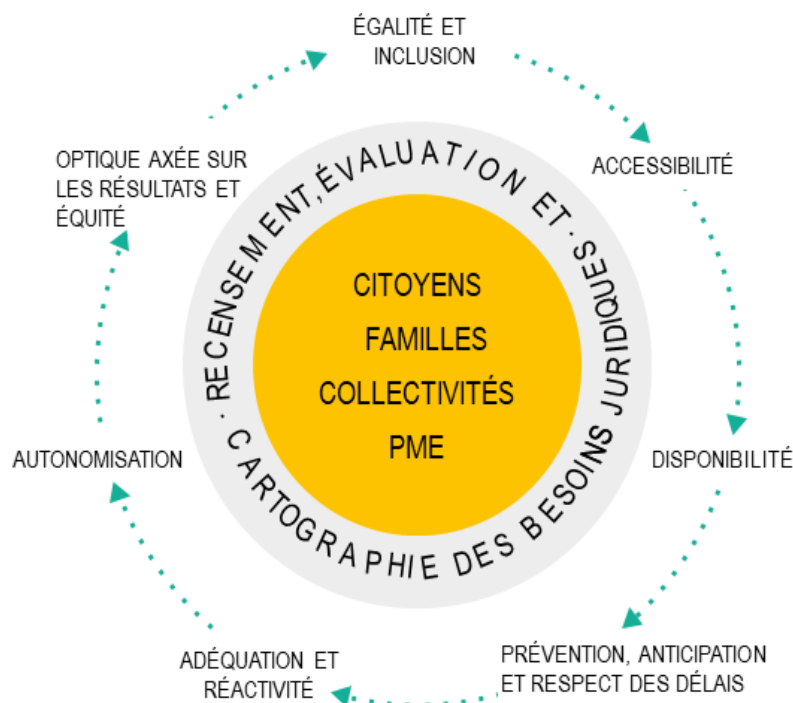 ÉGALITÉ ET
INCLUSION
ACCESSIBILITÉ
DISPONIBILITÉ
PRÉVENTION, ANTICIPATION
ET RESPECT DES DÉLAIS
ADÉQUATION ET
RÉACTIVITÉ
AUTONOMISATION
OPTIQUE AXÉE SUR
LES RÉSULTATS ET
ÉQUITÉ
· RECENSEMENT, ÉVALUATION ET ·
CARTOGRAPHIE DES BESOINS JURIDIQUES
CITOYENS
FAMILLES
COLLECTIVITÉS
PME